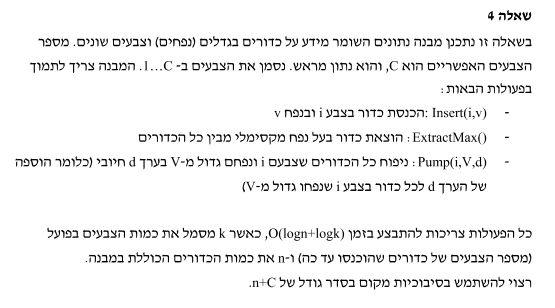 שאלה 4
בשאלה זו נתכנן מבנה נתונים השומר מידע על כדורים בגדלים (נפחים) וצבעים שונים. מספר
הצבעים האפשריים הוא C, והוא נתון מראש. נסמן את הצבעים ב- 1…C. המבנה צריך לתמוך
בפעולות הבאות:
- Insert(i,v): הכנסת כדור בצבע i ובנפח v
- ExtractMax(): הוצאת כדור בעל נפח מקסימלי מבין כל הכדורים
- Pump(i,V,d): ניפוח כל הכדורים שצבעם i ונפחם גדול מ-V בערך d חיובי (כלומר הוספה
של הערך d לכל כדור בצבע i שנפחו גדול מ-V)
כל הפעולות צריכות להתבצע בזמן O(logn+logk), כאשר k מסמל את כמות הצבעים בפועל
(מספר הצבעים של כדורים שהוכנסו עד כה) ו-n את כמות הכדורים הכוללת במבנה.
רצוי להשתמש בסיבוכיות מקום בסדר גודל של n+C.